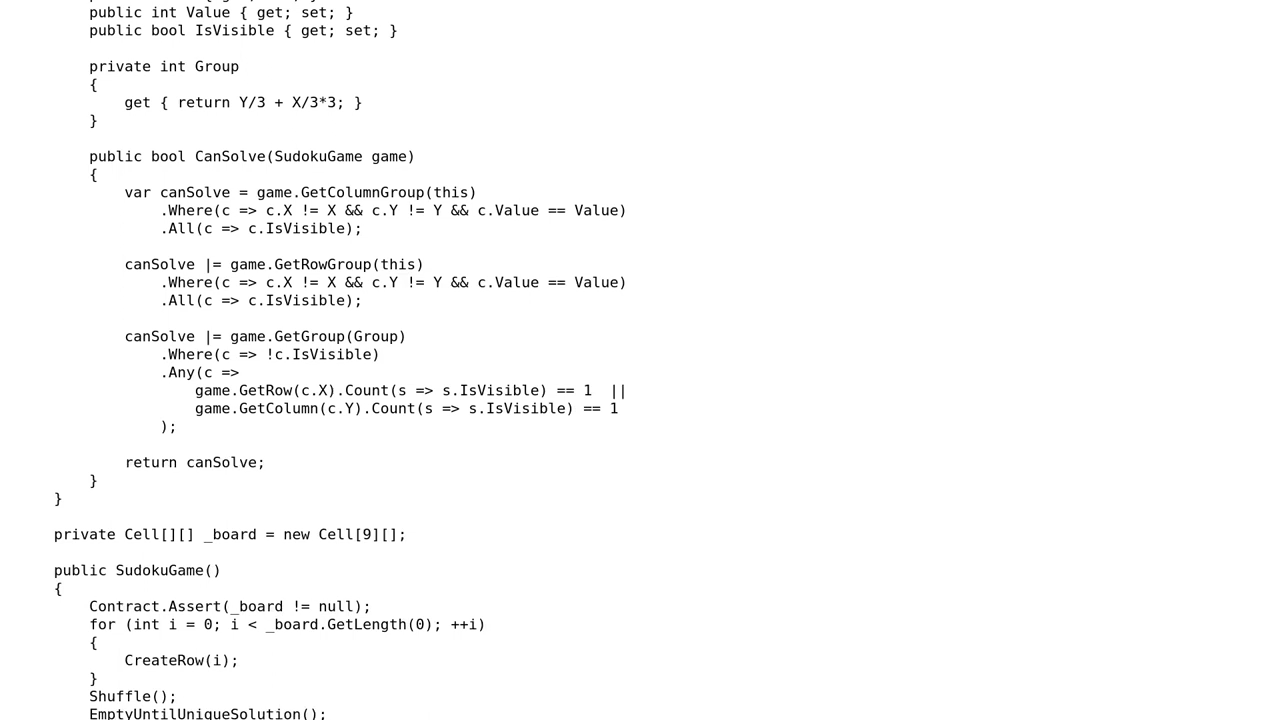 public int Value { get; set; }
public bool IsVisible { get; set; }
private int Group
{
get { return Y/3 + X/3*3; }
}
public bool CanSolve(SudokuGame game)
{
var canSolve = game.GetColumnGroup(this)
.Where(c => c.X != X && c.Y != Y && c.Value == Value)
.All(c => c.IsVisible);
canSolve |= game.GetRowGroup(this)
.Where(c => c.X != X && c.Y != Y && c.Value == Value)
.All(c => c.IsVisible);
canSolve |= game.GetGroup(Group)
.Where(c => !c.IsVisible)
.Any(c =>
game.GetRow(c.X).Count(s => s.IsVisible) == 1  ||
game.GetColumn(c.Y).Count(s => s.IsVisible) == 1
);
return canSolve;
}
}
private Cell[][] _board = new Cell[9][];
public SudokuGame()
{
Contract.Assert(_board != null);
for (int i = 0; i < _board.GetLength(0); ++i)
{
CreateRow(i);
}
Shuffle();
EmptyUntilUniqueSolution();